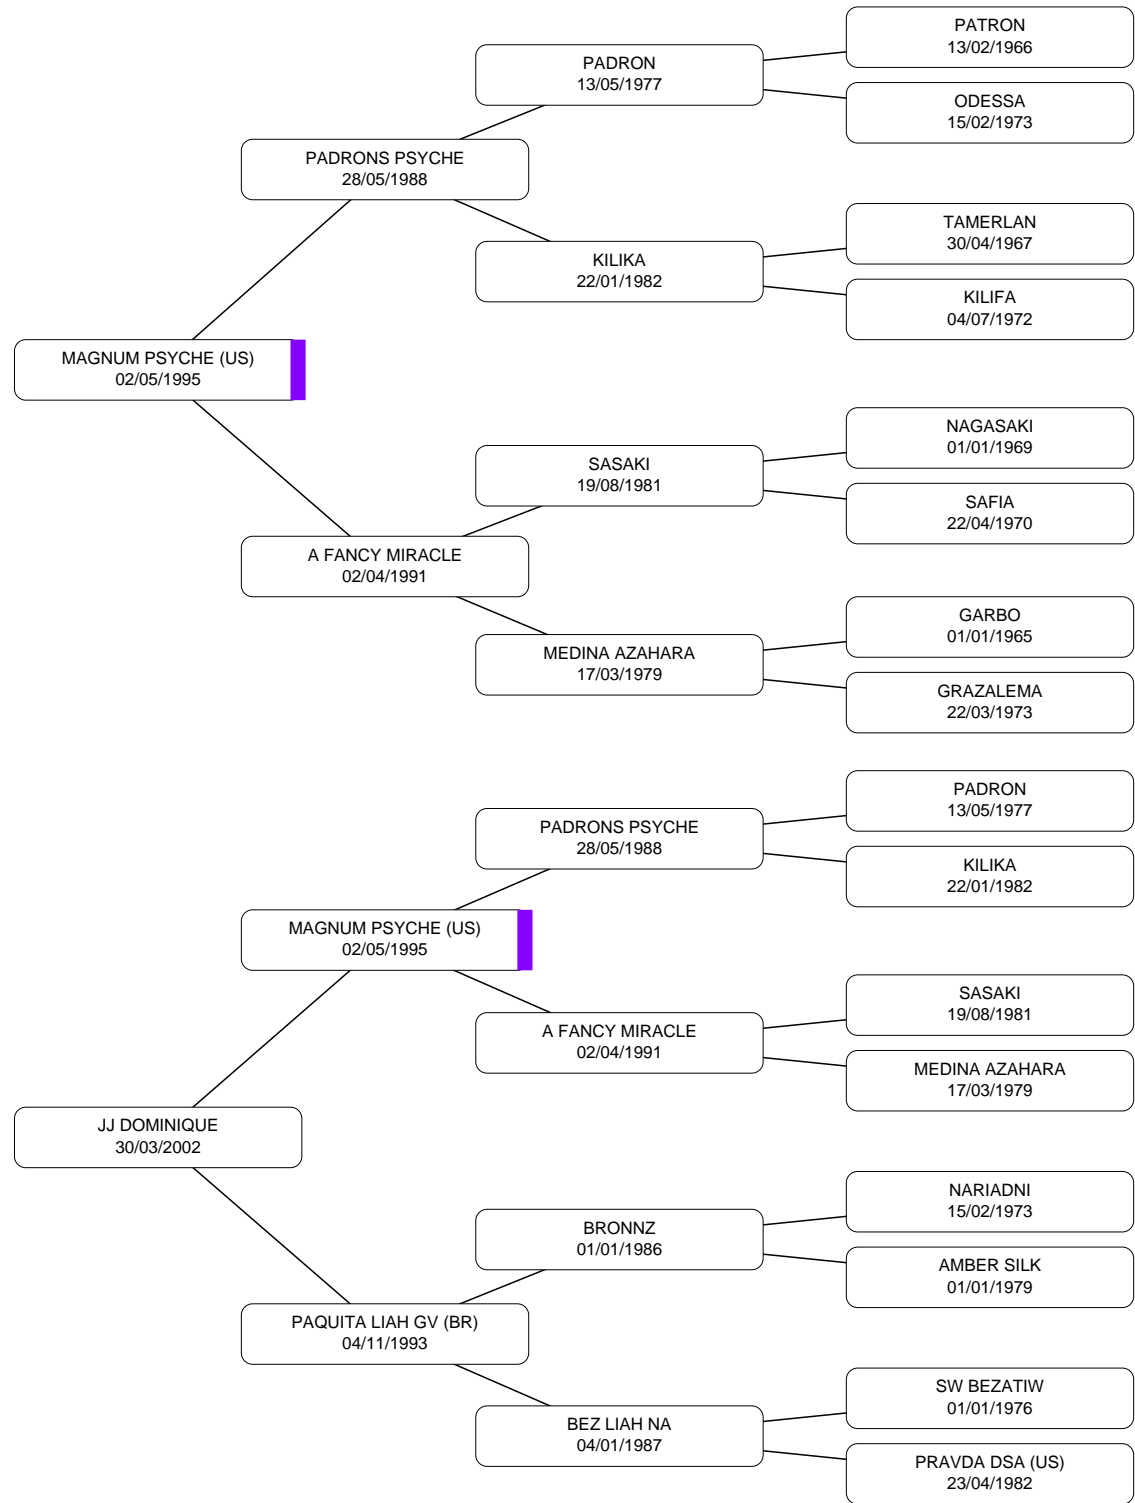 PATRON
13/02/1966
PADRON
13/05/1977
ODESSA
15/02/1973
PADRONS PSYCHE
28/05/1988
TAMERLAN
30/04/1967
KILIKA
22/01/1982
KILIFA
04/07/1972
MAGNUM PSYCHE (US)
02/05/1995
NAGASAKI
01/01/1969
SASAKI
19/08/1981
SAFIA
22/04/1970
A FANCY MIRACLE
02/04/1991
GARBO
01/01/1965
MEDINA AZAHARA
17/03/1979
GRAZALEMA
22/03/1973
PADRON
13/05/1977
PADRONS PSYCHE
28/05/1988
KILIKA
22/01/1982
MAGNUM PSYCHE (US)
02/05/1995
SASAKI
19/08/1981
A FANCY MIRACLE
02/04/1991
MEDINA AZAHARA
17/03/1979
JJ DOMINIQUE
30/03/2002
NARIADNI
15/02/1973
BRONNZ
01/01/1986
AMBER SILK
01/01/1979
PAQUITA LIAH GV (BR)
04/11/1993
SW BEZATIW
01/01/1976
BEZ LIAH NA
04/01/1987
PRAVDA DSA (US)
23/04/1982